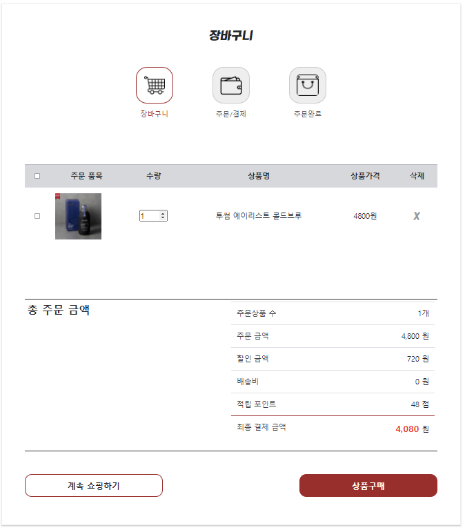 장바구니
장바구니 주문/결제 주문완료
주문 품목 수량 상품명 상품가격 삭제
1 투썸 에이리스트 콜드브루 4800원 X
총 주문 금액
주문상품 수 1개
주문 금액 4,800 원
할인 금액 720 원
배송비 0 원
적립 포인트 48 점
최종 결제 금액 4,080 원
계속 쇼핑하기 상품구매